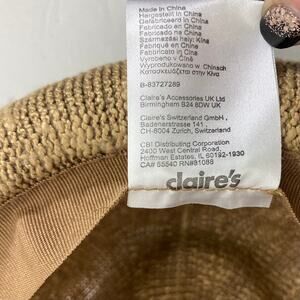 Made In China
Hergestellt in China
Gefabriceerd in China
Fabricado en China
Fabricado na China
Származási hely: Kína
Fabriqué en Chine
Fabricado in China
Vyrobeno v Číně
Wyprodukowano w Chinach
Κατασκευάζεται στην Κίνα
B-83727289
Claire's Accessories UK Ltd
Birmingham B24 8DW UK
Claire's Switzerland GmbH,
Badenerstrasse 141,
CH-8004 Zurich, Switzerland
CBI Distributing Corporation
2400 West Central Road,
Hoffman Estates, IL 60192-1930
CA# 55540 RN#91088
claire's